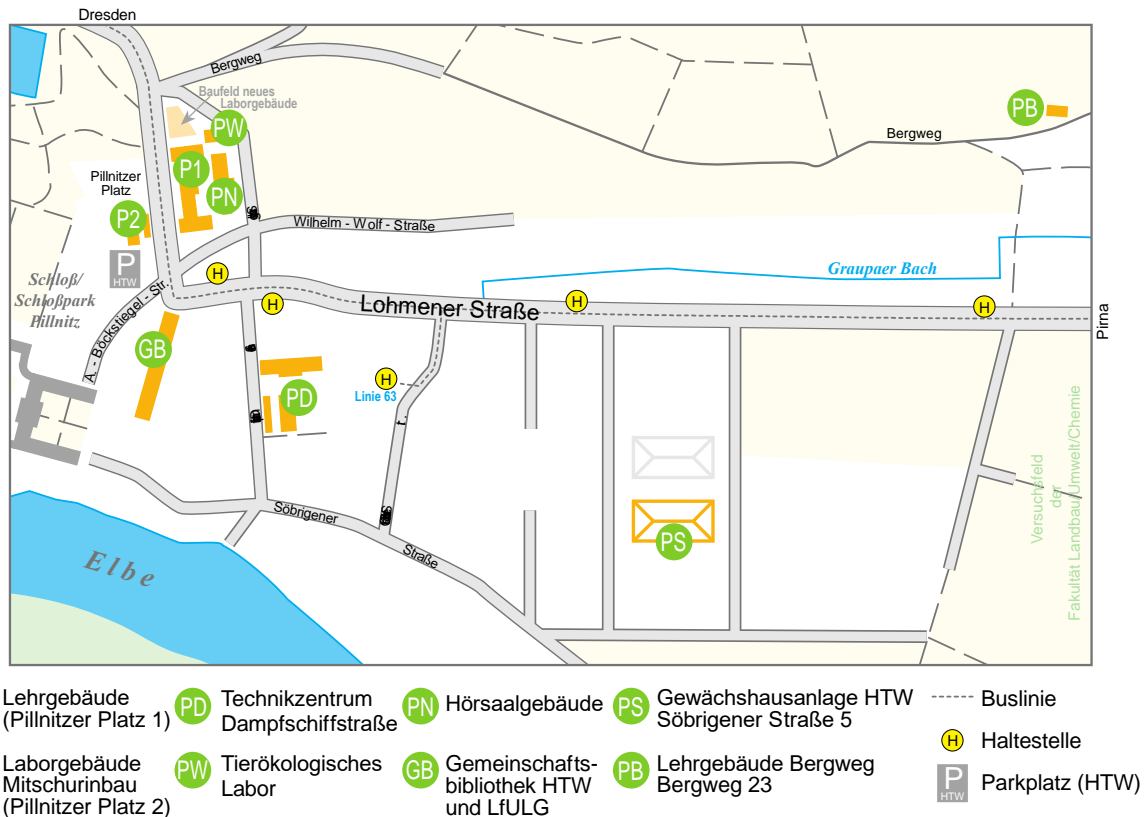 Dresden
Bergweg
Baufeld neues
Laborgebäude
PW
PB
Bergweg
P1
Pillnitzer
Platz
PN
P2
Wilhelm - Wolf - Straße
P
HTW
H
Graupaer Bach
Schloß/
Schloßpark
Pillnitz
A. - Böckstiegel - Str.
H
Lohmener Straße
H
H
Pirna
GB
H
Linie 63
PD
Söbrigener
Straße
PS
Versuchsfeld
der
Fakultät Landbau/Umwelt/Chemie
Elbe
Lehrgebäude
(Pillnitzer Platz 1)
PD
Technikzentrum
Dampfschiffstraße
PN
Hörsaalgebäude
PS
Gewächshausanlage HTW
Söbrigener Straße 5
Buslinie
H
Haltestelle
Laborgebäude
Mitschurinbau
(Pillnitzer Platz 2)
PW
Tierökologisches
Labor
GB
Gemeinschafts-
bibliothek HTW
und LfULG
PB
Lehrgebäude Bergweg
Bergweg 23
P
HTW
Parkplatz (HTW)